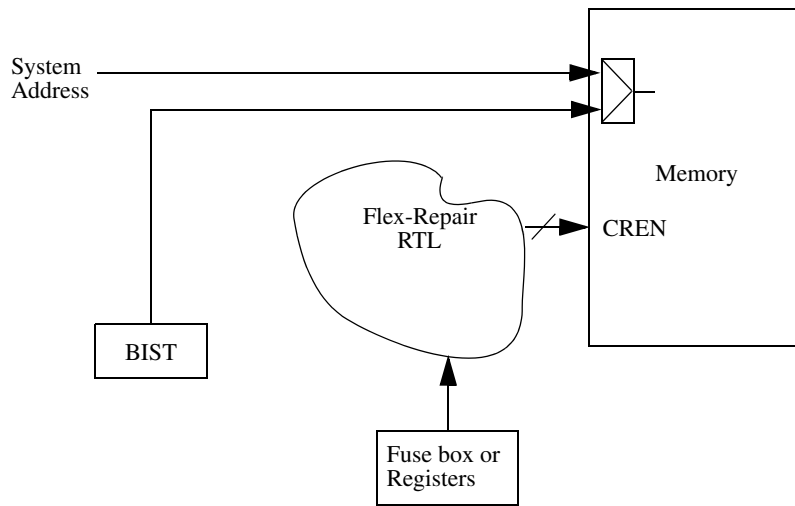 System
Address
Memory
Flex-Repair
RTL
CREN
BIST
Fuse box or
Registers